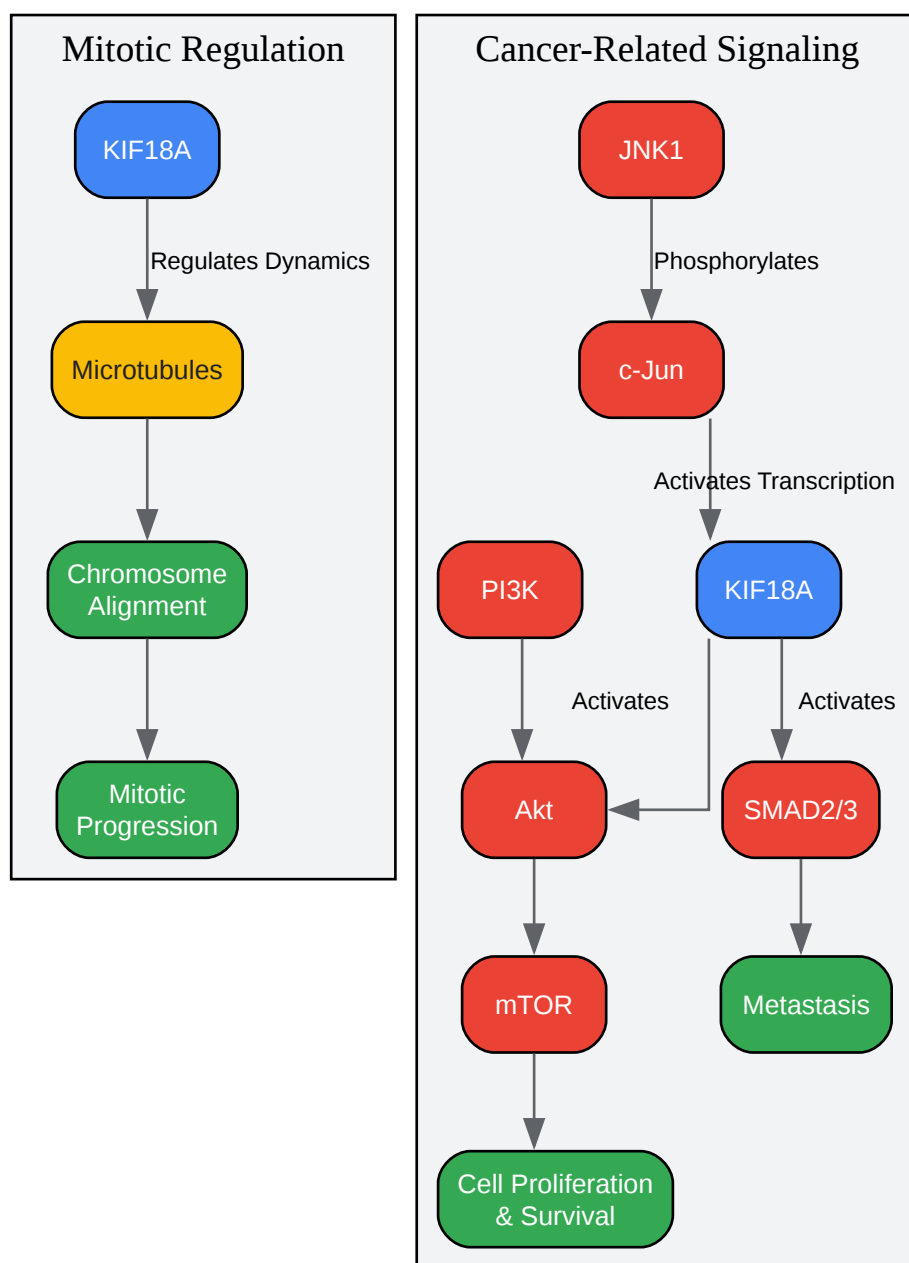 Mitotic Regulation
KIF18A
Regulates Dynamics
Microtubules
Chromosome
Alignment
Mitotic
Progression
Cancer-Related Signaling
JNK1
Phosphorylates
c-Jun
Activates Transcription
PI3K
KIF18A
Activates
Activates
Akt
SMAD2/3
mTOR
Metastasis
Cell Proliferation
& Survival